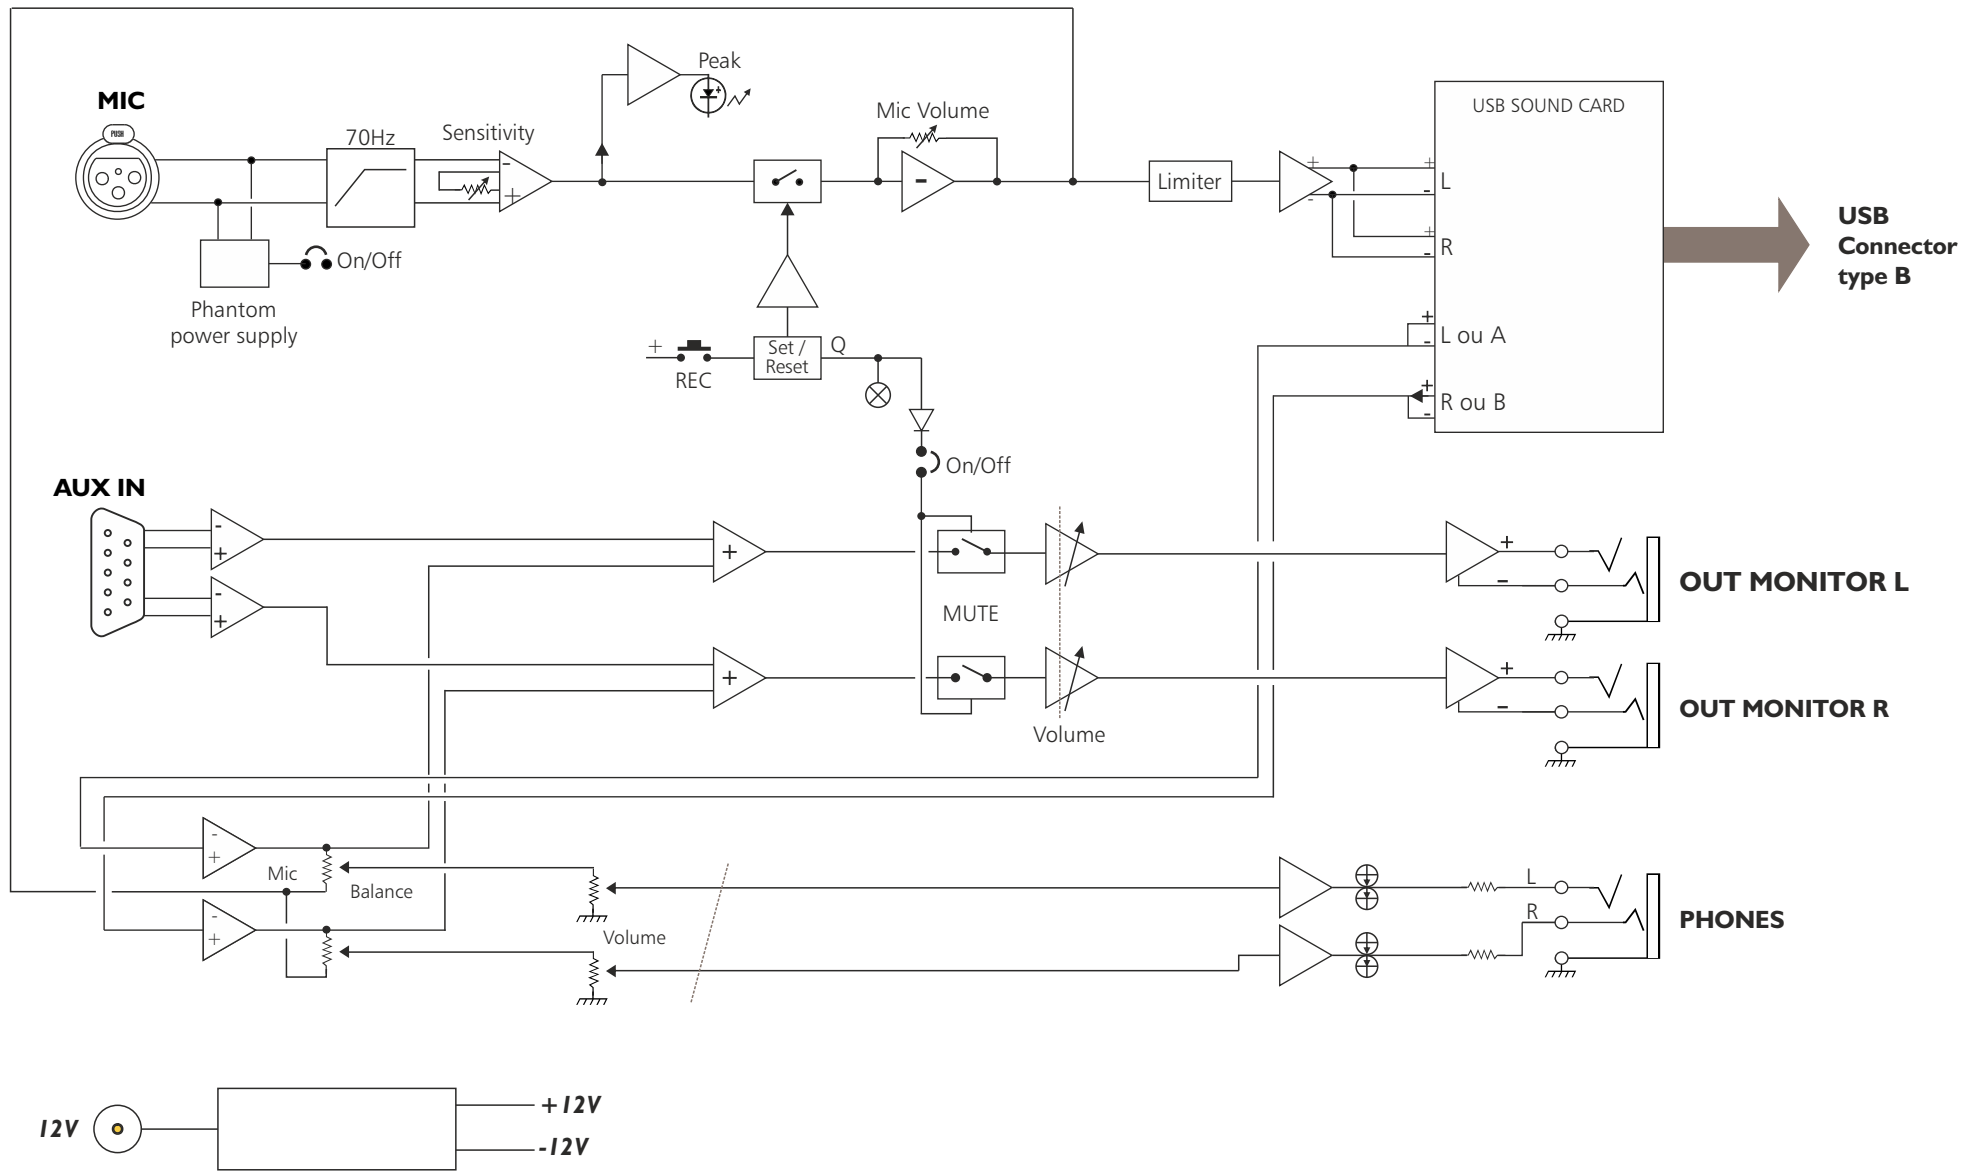 Peak
MIC
PUSH
70Hz
Sensitivity
Mic Volume
USB SOUND CARD
-
+
-
Limiter
+
-
+
-
L
+
-
R
USB
Connector
type B
On/Off
Phantom
power supply
+
REC
Set /
Reset
Q
+
-
L ou A
+
-
R ou B
On/Off
AUX IN
-
+
-
+
+
MUTE
+
-
OUT MONITOR L
+
Volume
+
-
OUT MONITOR R
-
+
Mic
Balance
-
+
Volume
L
R
PHONES
12V
+12V
-12V